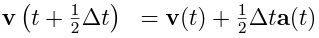 v(t + ½Δt) = v(t) + ½Δta(t)